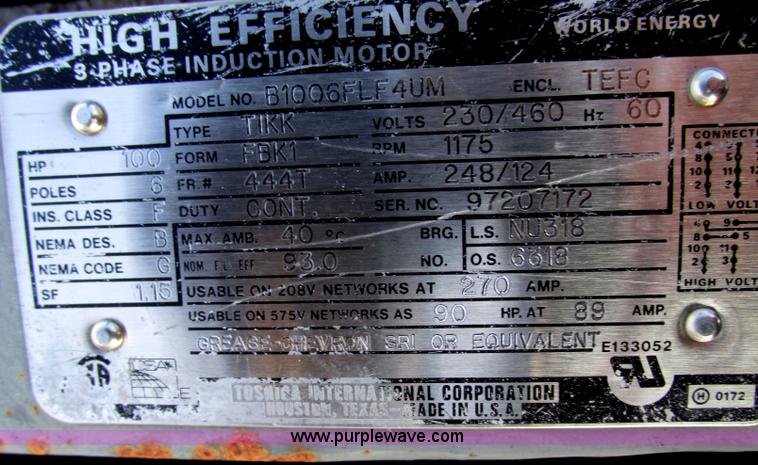 HIGH EFFICIENCY WORLD ENERGY
3-PHASE INDUCTION MOTOR
MODEL NO. B1006FLF4UM ENCL. TEFC
TYPE TIKK VOLTS 230/460 Hz 60
HP 100 FORM FBK1 RPM 1175
POLES 6 FR.# 444T AMP. 248/124
INS. CLASS F DUTY CONT. SER. NC. 97207172
NEMA DES. B MAX. AMB. 40 °C BRG. L.S. NU318
NEMA CODE G NOM. F.L. EFF 93.0 NO. O.S. 6318
SF 1.15 USABLE ON 208V NETWORKS AT 270 AMP.
USABLE ON 575V NETWORKS AS 90 HP. AT 89 AMP.
GREASE-CHEVRON SRI OR EQUIVALENT E133052
CONNECT
LOW VOLT
HIGH VOLT
TOSHIBA INTERNATIONAL CORPORATION
HOUSTON, TEXAS-MADE IN U.S.A.
H 0172
www.purplewave.com